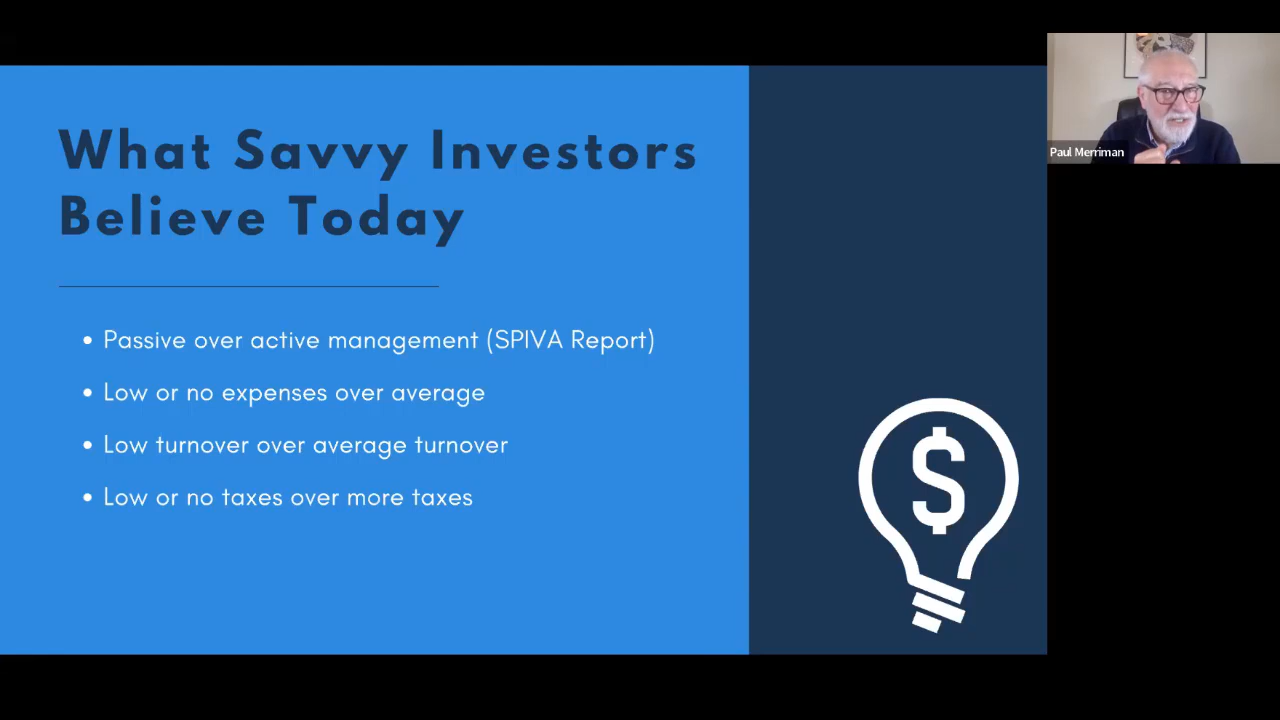 What Savvy Investors
Believe Today
Passive over active management (SPIVA Report)
Low or no expenses over average
Low turnover over average turnover
Low or no taxes over more taxes
$
Paul Merriman